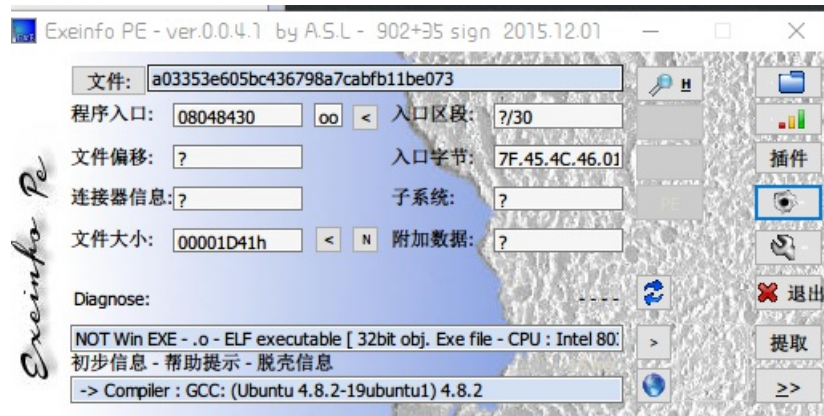 Exeinfo PE - ver.0.0.4.1 by A.S.L - 902+35 sign 2015.12.01
文件: a03353e605bc436798a7cabfb11be073 H
程序入口: 08048430 oo < 入口区段: ?/30
文件偏移: ? 入口字节: 7F.45.4C.46.01 插件
连接器信息: ? 子系统: ? PE
文件大小: 00001D41h < N 附加数据: ?
Exeinfo Pe
Diagnose: ---- 退出
NOT Win EXE - .o - ELF executable [ 32bit obj. Exe file - CPU : Intel 80. > 提取
初步信息 - 帮助提示 - 脱壳信息
-> Compiler : GCC: (Ubuntu 4.8.2-19ubuntu1) 4.8.2 >>